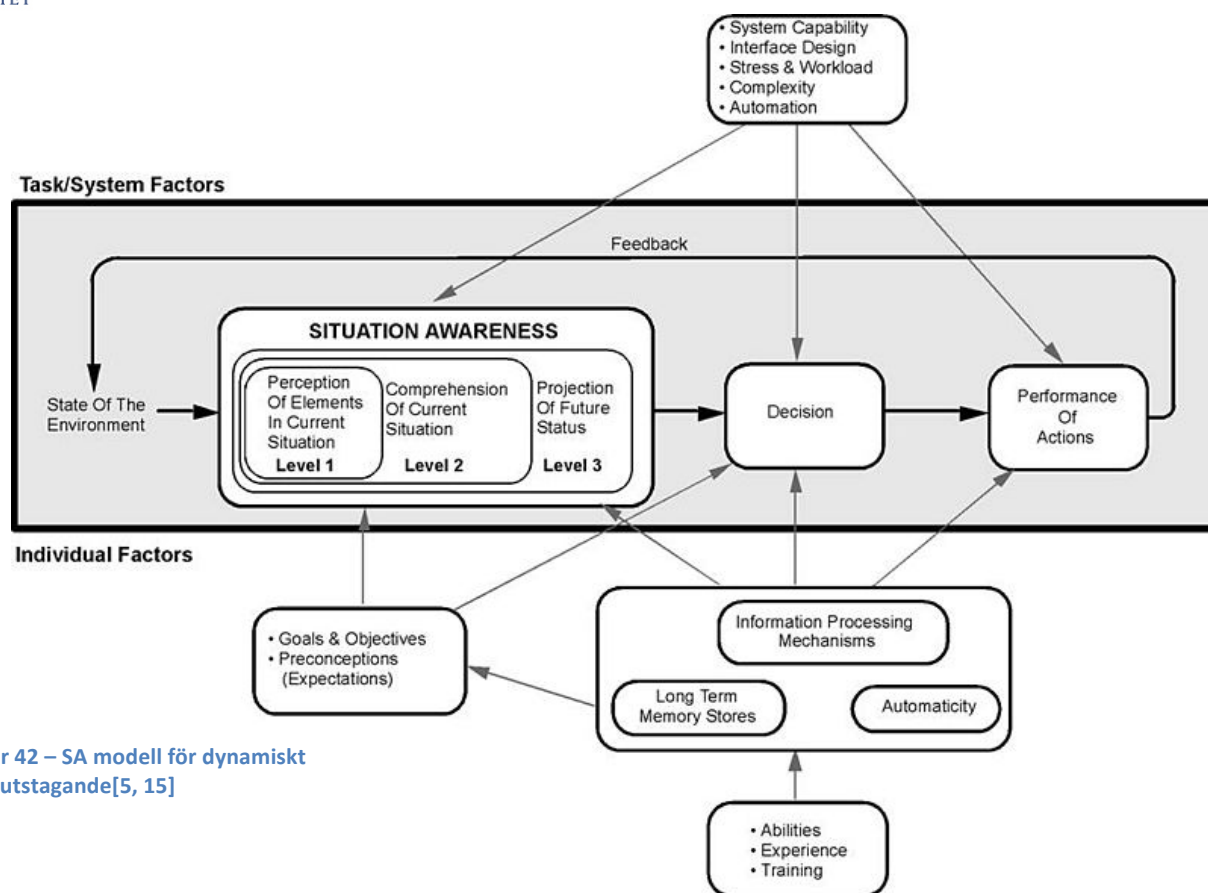 • System Capability
• Interface Design
• Stress & Workload
• Complexity
• Automation
Task/System Factors
Feedback
State Of The
Environment
SITUATION AWARENESS
Perception
Of Elements
In Current
Situation
Level 1
Comprehension
Of Current
Situation
Level 2
Projection
Of Future
Status
Level 3
Decision
Performance
Of
Actions
Individual Factors
• Goals & Objectives
• Preconceptions
(Expectations)
Information Processing
Mechanisms
Long Term
Memory Stores
Automaticity
r 42 – SA modell för dynamiskt
utstagande[5, 15]
• Abilities
• Experience
• Training